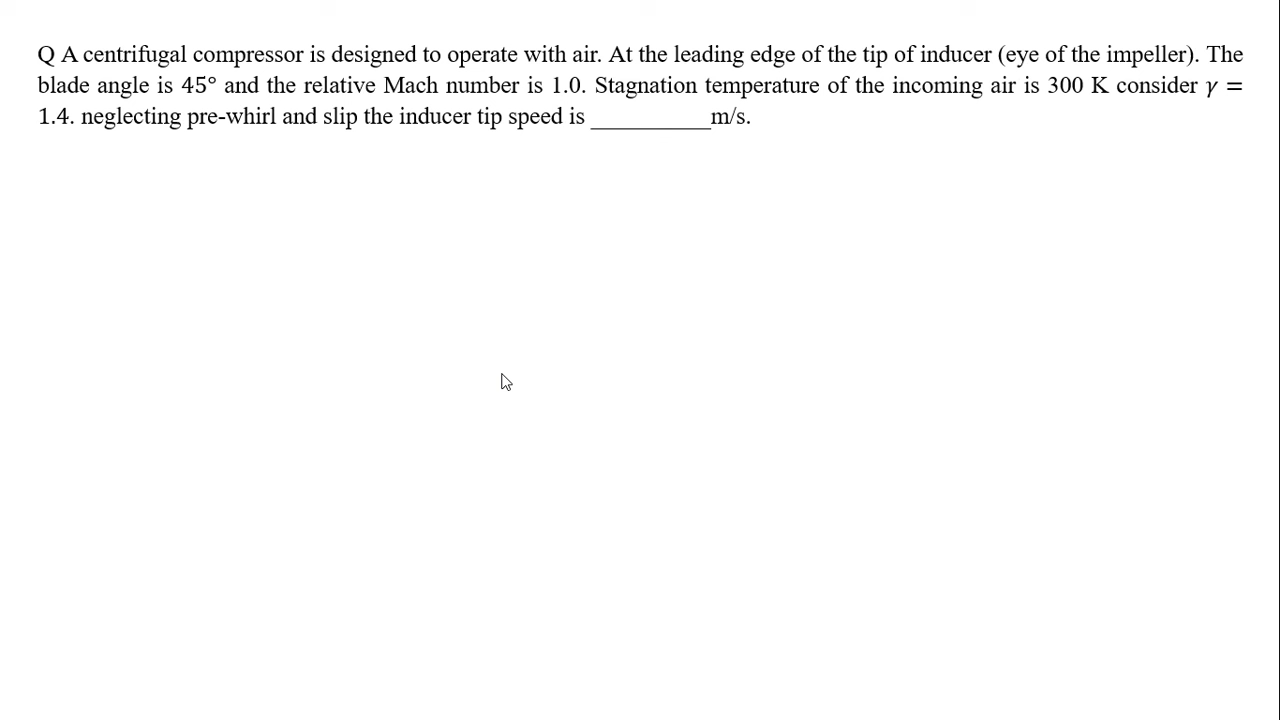 Q A centrifugal compressor is designed to operate with air. At the leading edge of the tip of inducer (eye of the impeller). The
blade angle is 45° and the relative Mach number is 1.0. Stagnation temperature of the incoming air is 300 K consider γ =
1.4. neglecting pre-whirl and slip the inducer tip speed is __________m/s.